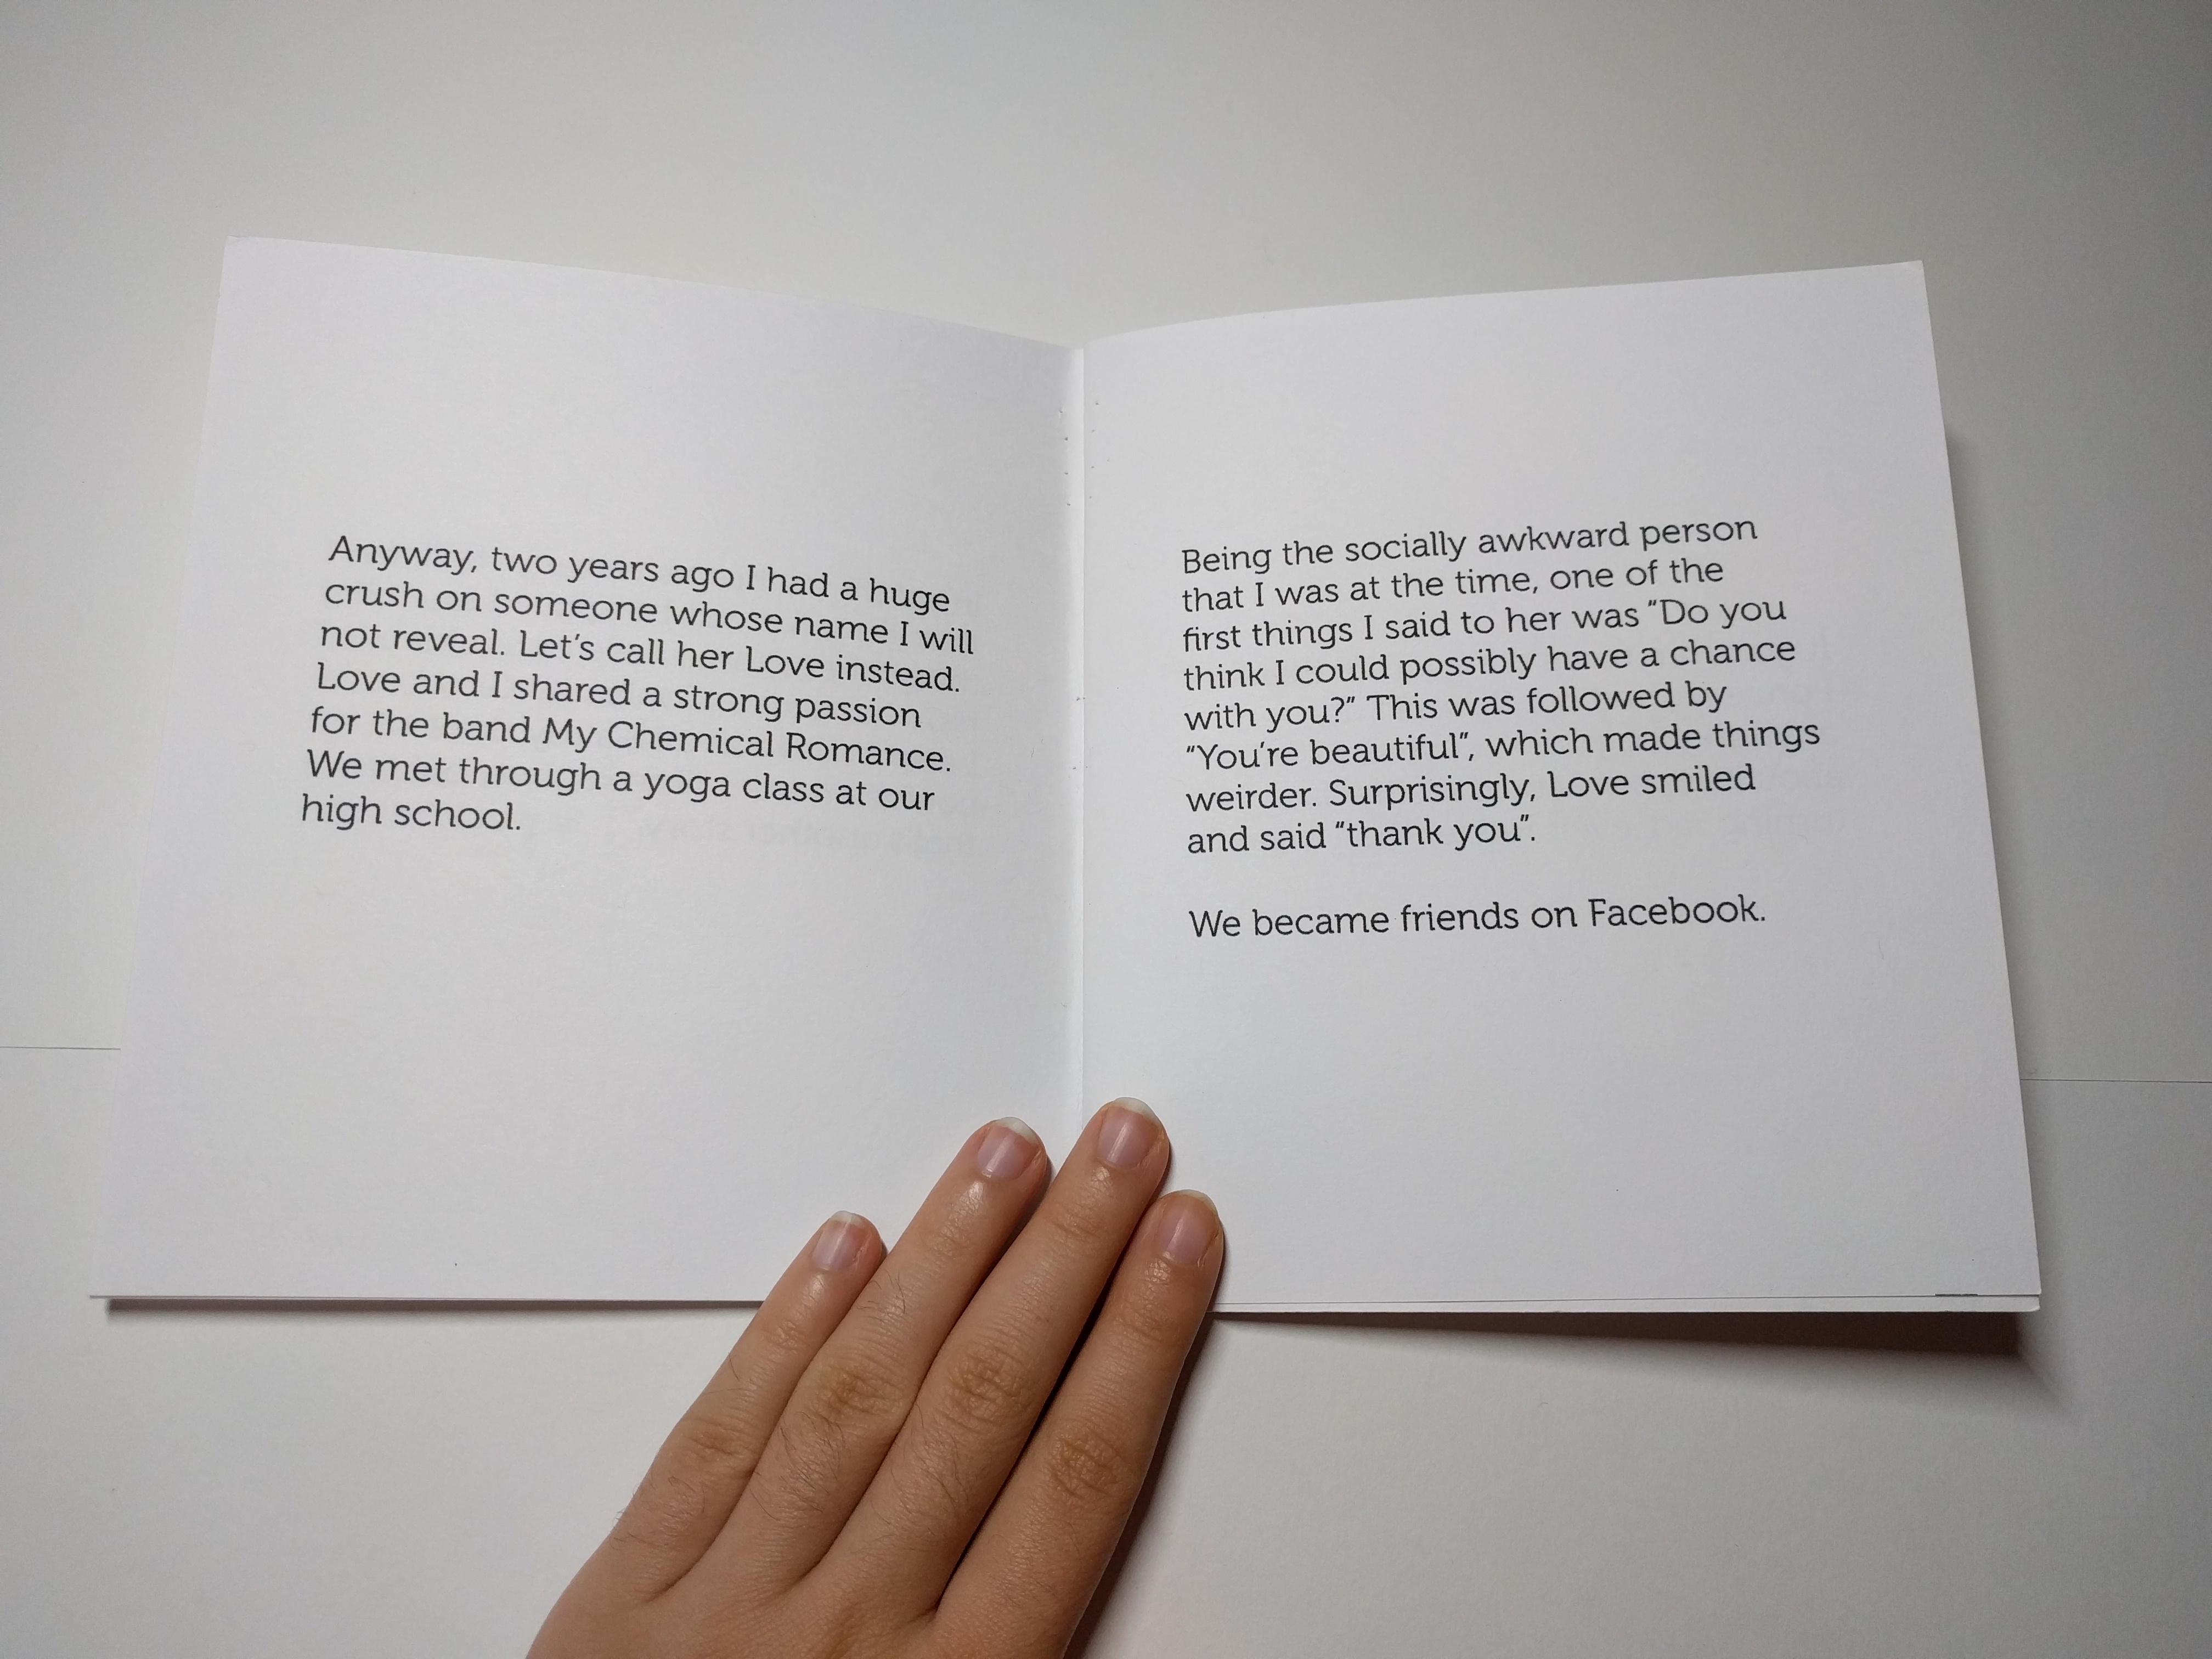 Anyway, two years ago I had a huge
crush on someone whose name I will
not reveal. Let's call her Love instead.
Love and I shared a strong passion
for the band My Chemical Romance.
We met through a yoga class at our
high school.
Being the socially awkward person
that I was at the time, one of the
first things I said to her was "Do you
think I could possibly have a chance
with you?" This was followed by
"You're beautiful", which made things
weirder. Surprisingly, Love smiled
and said "thank you".
We became friends on Facebook.